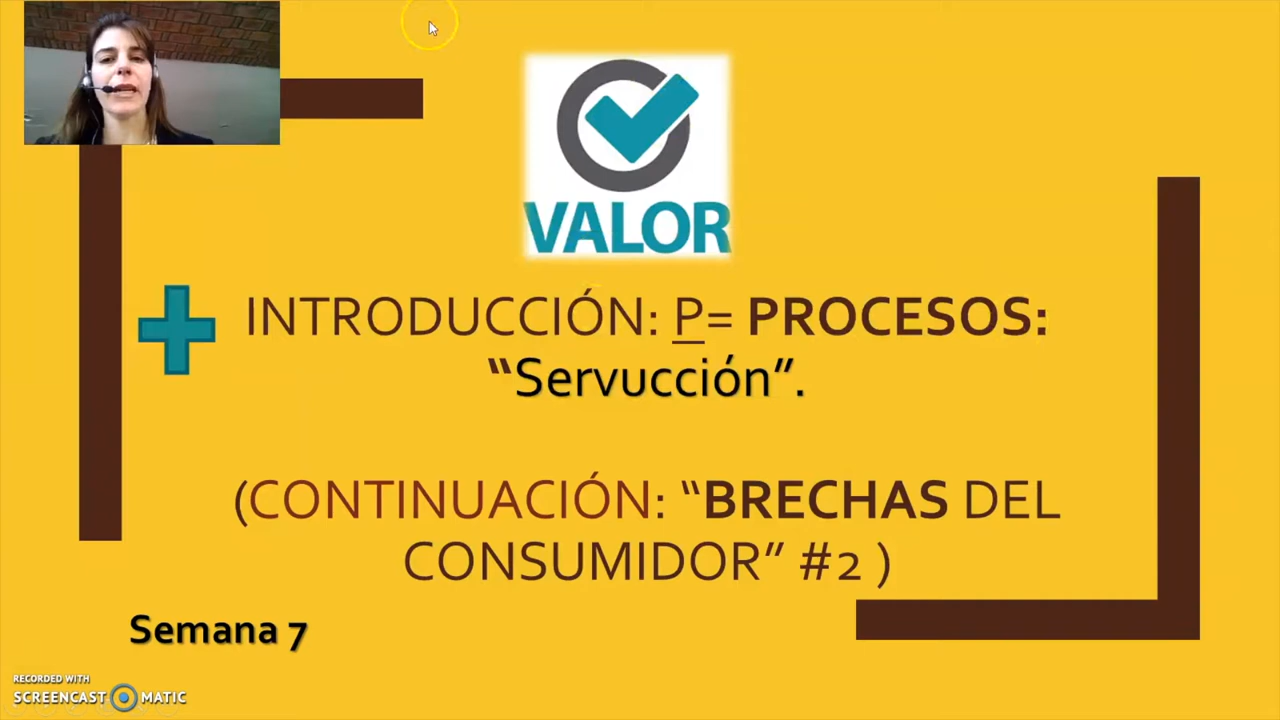 VALOR
INTRODUCCIÓN: P= PROCESOS:
“Servucción”.
(CONTINUACIÓN: “BRECHAS DEL
CONSUMIDOR” #2 )
Semana 7
RECORDED WITH
SCREENCAST MATIC